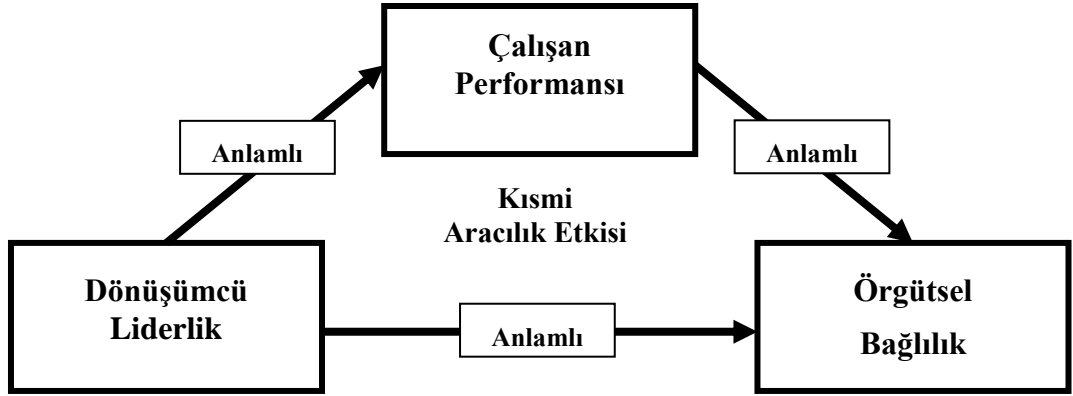 Çalışan
Performansı
Anlamlı
Anlamlı
Kısmi
Aracılık Etkisi
Dönüşümcü
Liderlik
Anlamlı
Örgütsel
Bağlılık